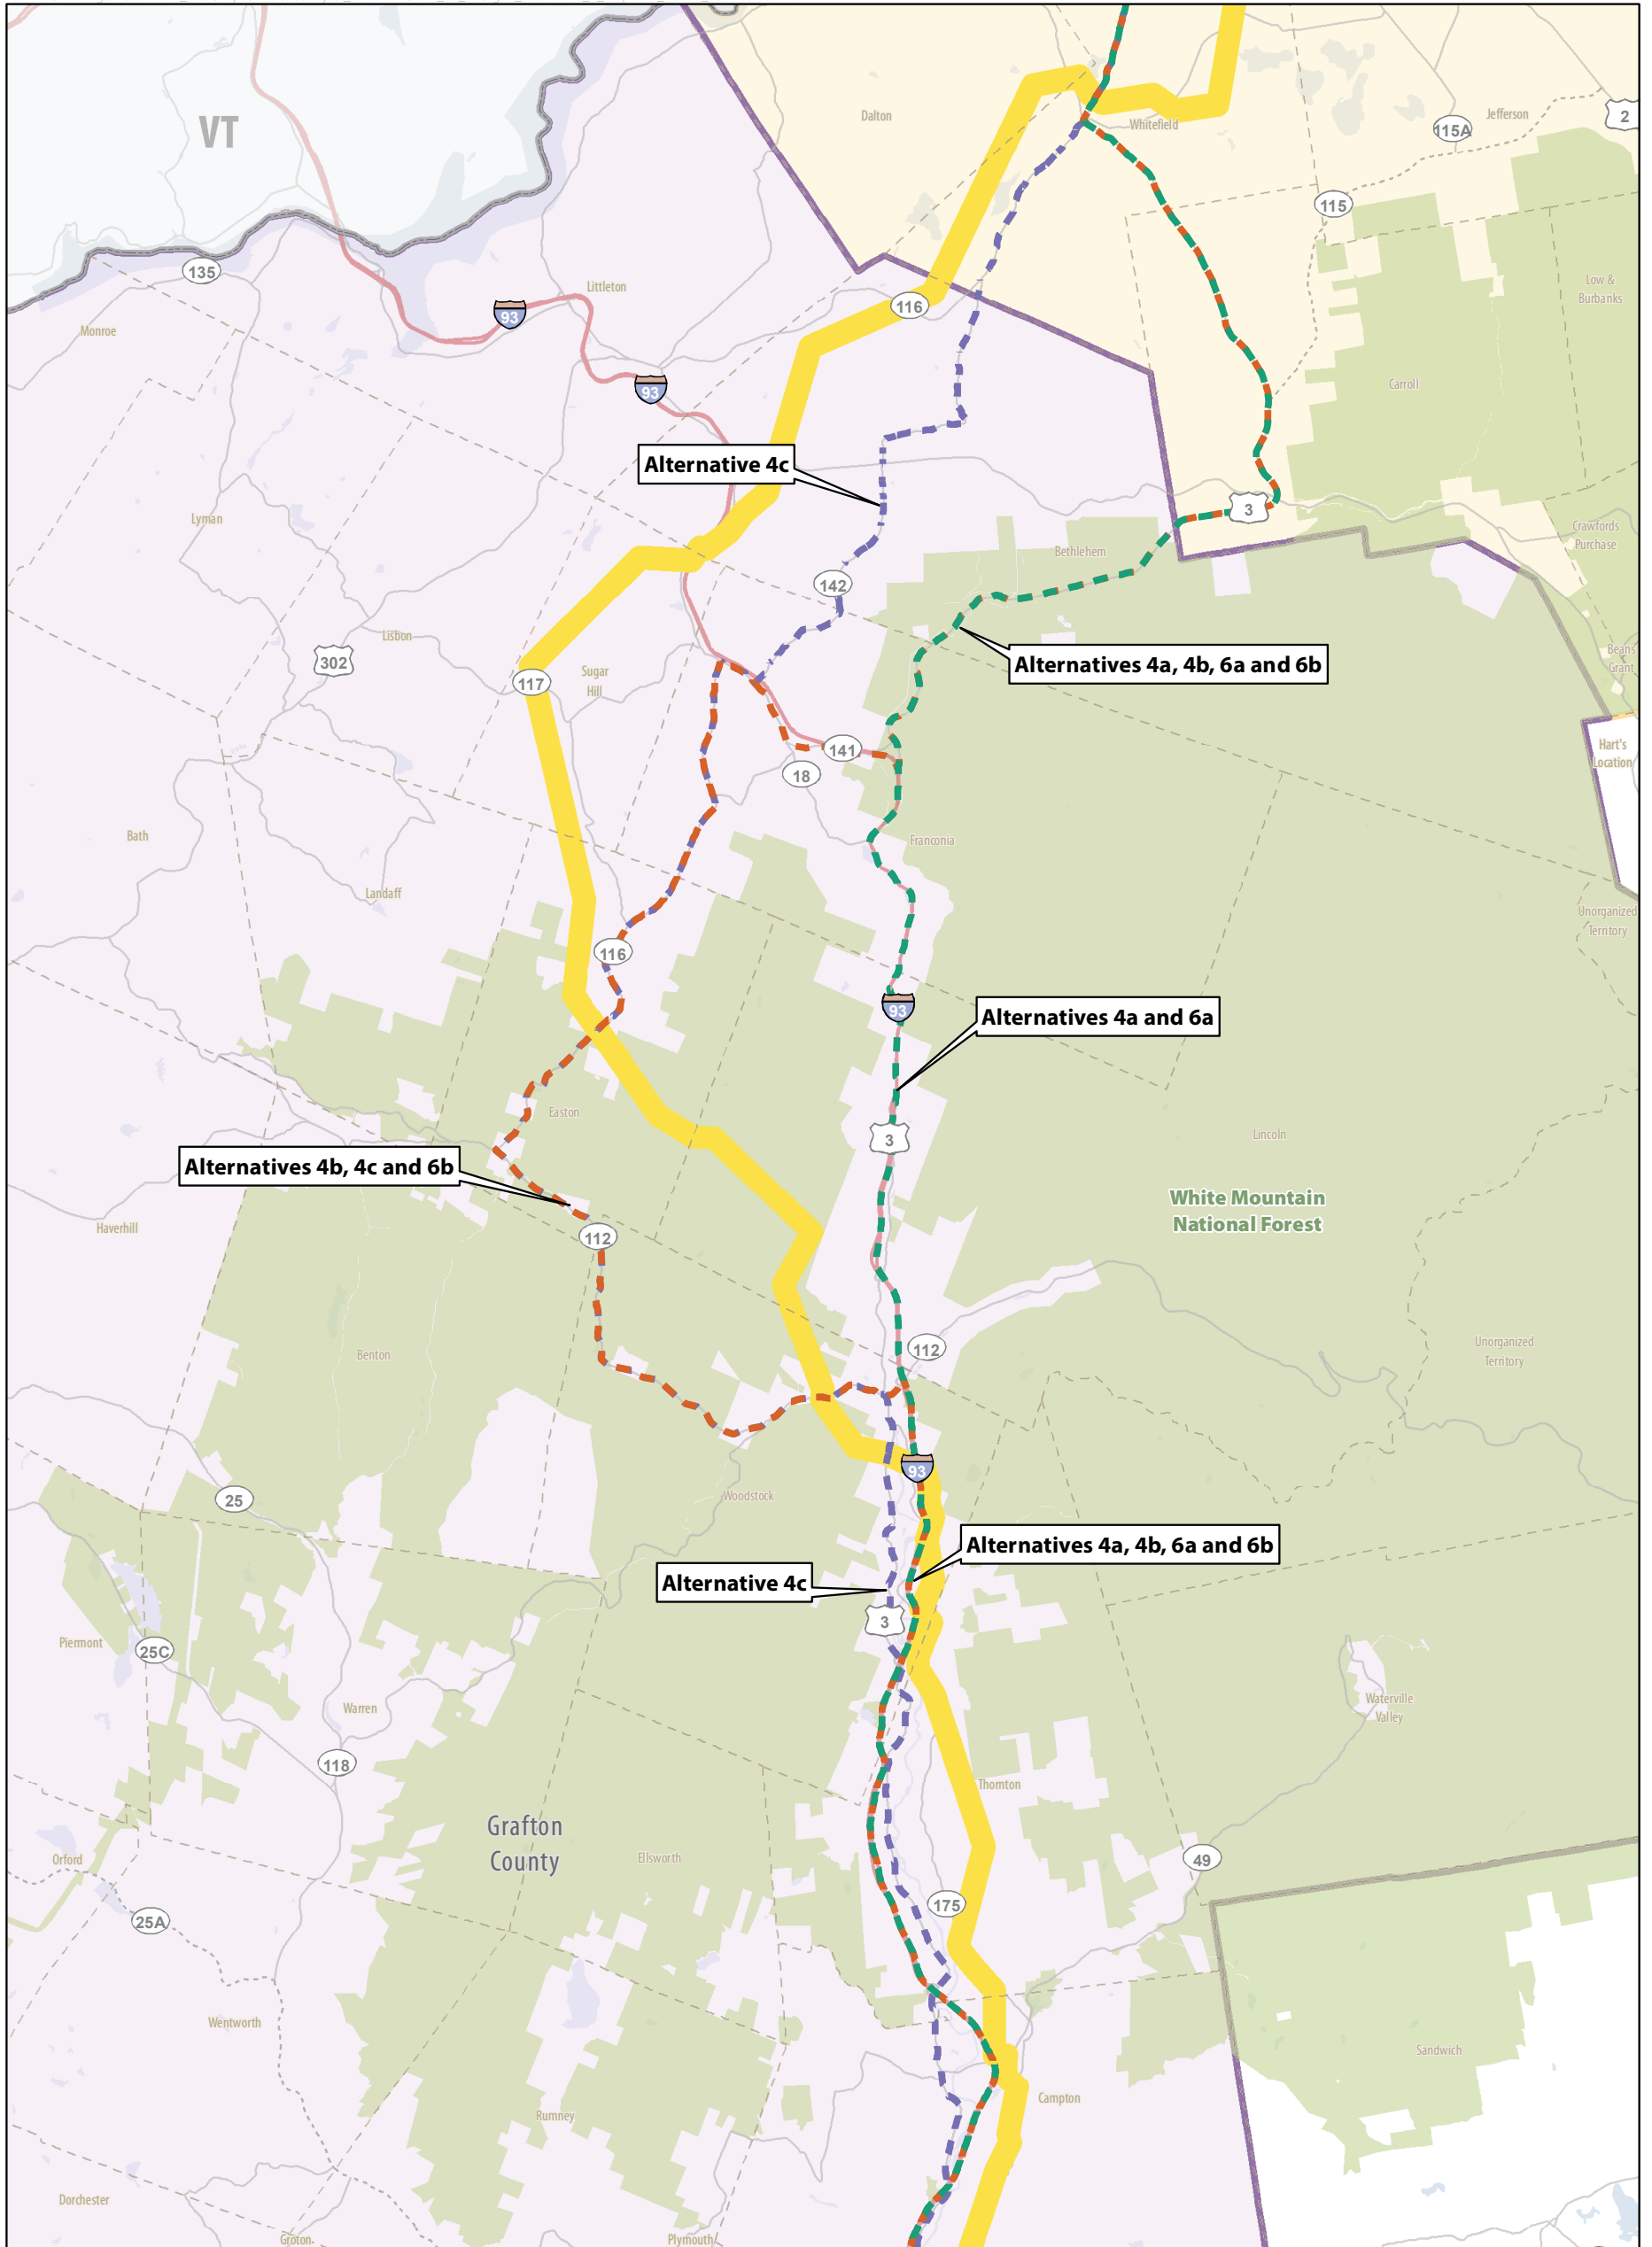 Dalton
Whitefield
Jefferson
2
115A
VT
115
135
Littleton
Low &
Burbanks
93
116
Monroe
93
Carroll
Alternative 4c
3
Lyman
Crawfords
Purchase
Bethlehem
142
Lisbon
302
Sugar
Hill
117
Alternatives 4a, 4b, 6a and 6b
Beans
Grant
141
18
Hart's
Location
Bath
Franconia
Landaff
Unorganized
Territory
116
93
Alternatives 4a and 6a
Easton
3
Lincoln
Alternatives 4b, 4c and 6b
White Mountain
National Forest
Haverhill
112
112
Benton
Unorganized
Territory
93
25
Woodstock
Alternatives 4a, 4b, 6a and 6b
Alternative 4c
3
Piermont
25C
Warren
Waterville
Valley
118
Thornton
Grafton
County
Ellsworth
49
Orford
175
25A
Wentworth
Sandwich
Campton
Rumney
Dorchester
Groton
Plymouth